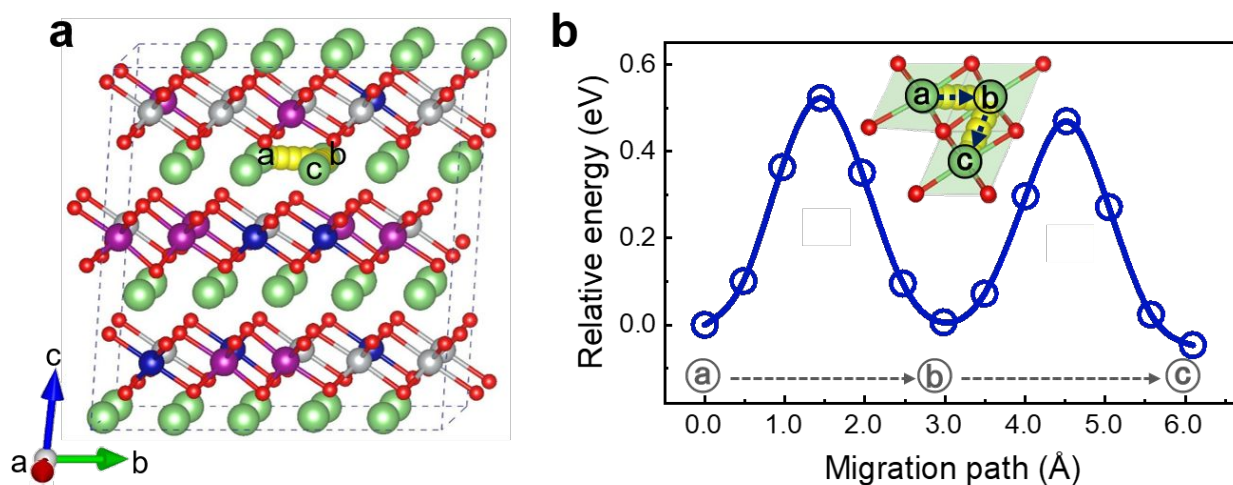 a
a b
c
c
a
b
b
Relative energy (eV)
0.6
0.4
0.2
0.0
a b
c
a b c
0.0 1.0 2.0 3.0 4.0 5.0 6.0
Migration path (Å)